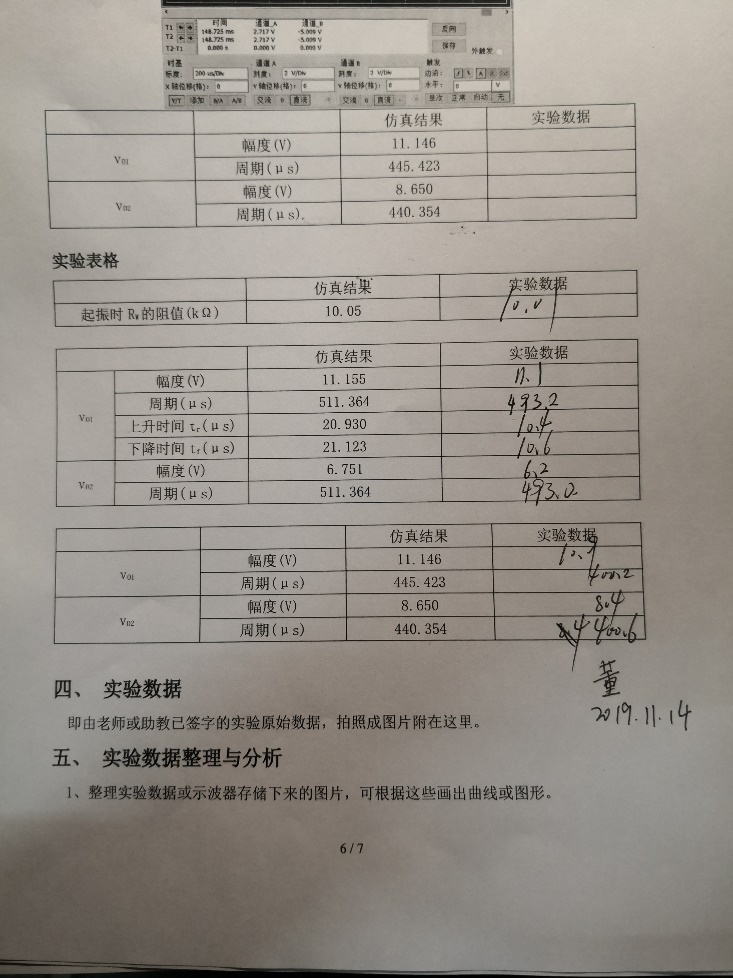 时间 通道_A 通道_B
T1 148.725 ms 2.717 V -5.009 V
T2 148.725 ms 2.717 V -5.009 V
T2-T1 0.000 s 0.000 V 0.000 V
反向
保存
外触发
时基 通道 A 通道 B 触发
标度: 200 us/Div 刻度: 2 V/Div 刻度: 2 V/Div 边沿:
X 轴位移(格): 0 Y 轴位移(格): 0 Y 轴位移(格): 0 水平: 0 V
Y/T 添加 B/A A/B 交流 0 直流 交流 0 直流 - 单次 正常 自动 无
仿真结果 实验数据
V01 幅度(V) 11.146
周期(μs) 445.423
V02 幅度(V) 8.650
周期(μs). 440.354
实验表格
仿真结果 实验数据
起振时 Rw的阻值(kΩ) 10.05 10.01
仿真结果 实验数据
V01 幅度(V) 11.155 11.1
周期(μs) 511.364 493.2
上升时间 tr(μs) 20.930 10.4
下降时间 tf(μs) 21.123 10.6
V02 幅度(V) 6.751 6.2
周期(μs) 511.364 493.0
仿真结果 实验数据
V01 幅度(V) 11.146 10.9
周期(μs) 445.423 400.2
V02 幅度(V) 8.650 8.4
周期(μs) 440.354 400.6
董
四、 实验数据
2019.11.14
即由老师或助教已签字的实验原始数据，拍照成图片附在这里。
五、 实验数据整理与分析
1、整理实验数据或示波器存储下来的图片，可根据这些画出曲线或图形。
6 / 7